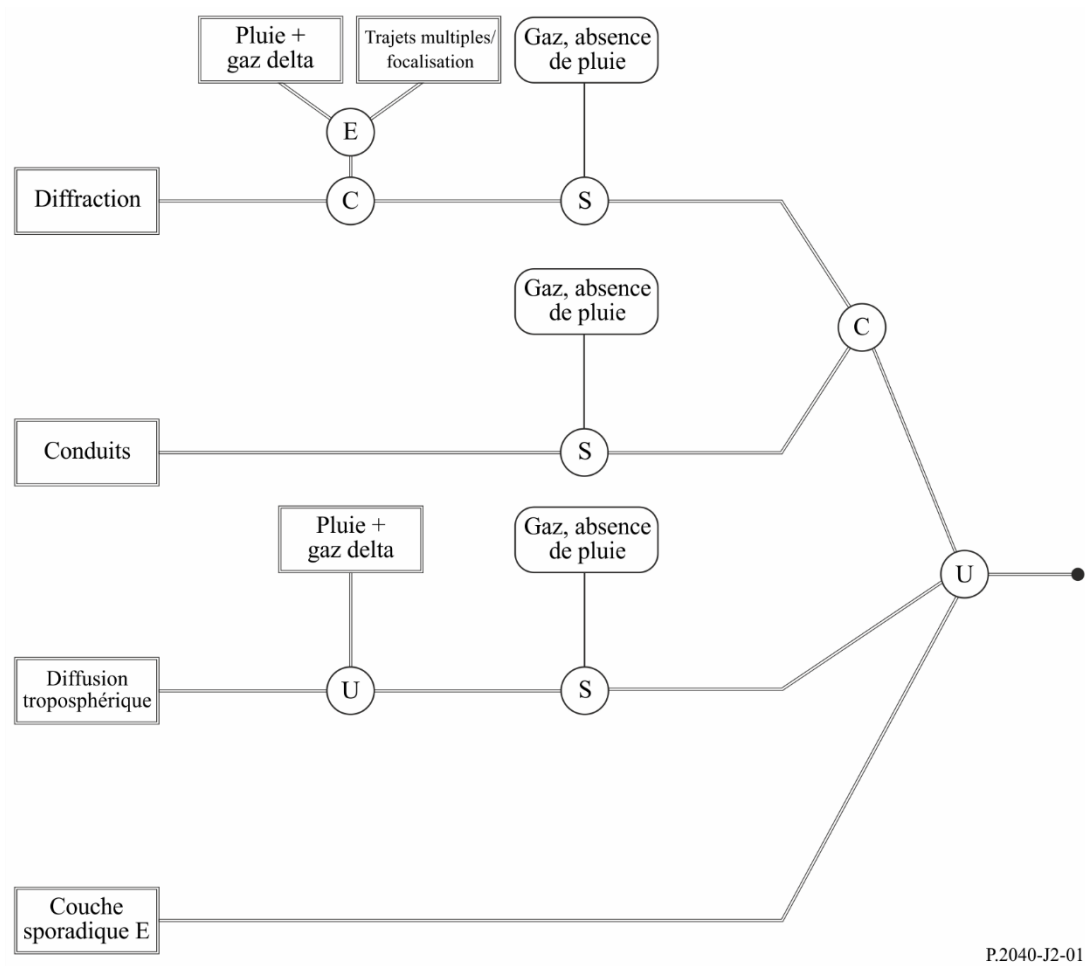 Pluie +
gaz delta
Trajets multiples/
focalisation
Gaz, absence
de pluie
E
Diffraction
C
S
Gaz, absence
de pluie
C
Conduits
S
Pluie +
gaz delta
Gaz, absence
de pluie
U
Diffusion
troposphérique
U
S
Couche
sporadique E
P.2040-J2-01